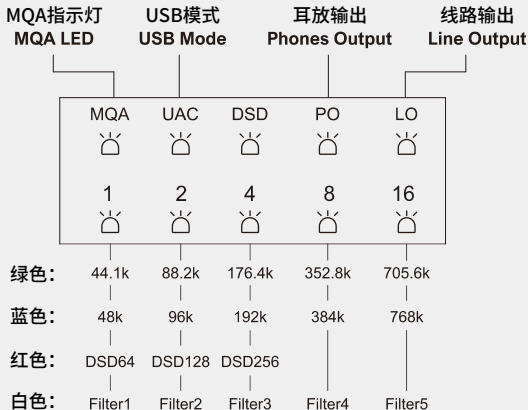 MQA指示灯 USB模式 耳放输出 线路输出
MQA LED USB Mode Phones Output Line Output
MQA UAC DSD PO LO
1 2 4 8 16
绿色： 44.1k 88.2k 176.4k 352.8k 705.6k
蓝色： 48k 96k 192k 384k 768k
红色： DSD64 DSD128 DSD256
白色： Filter1 Filter2 Filter3 Filter4 Filter5